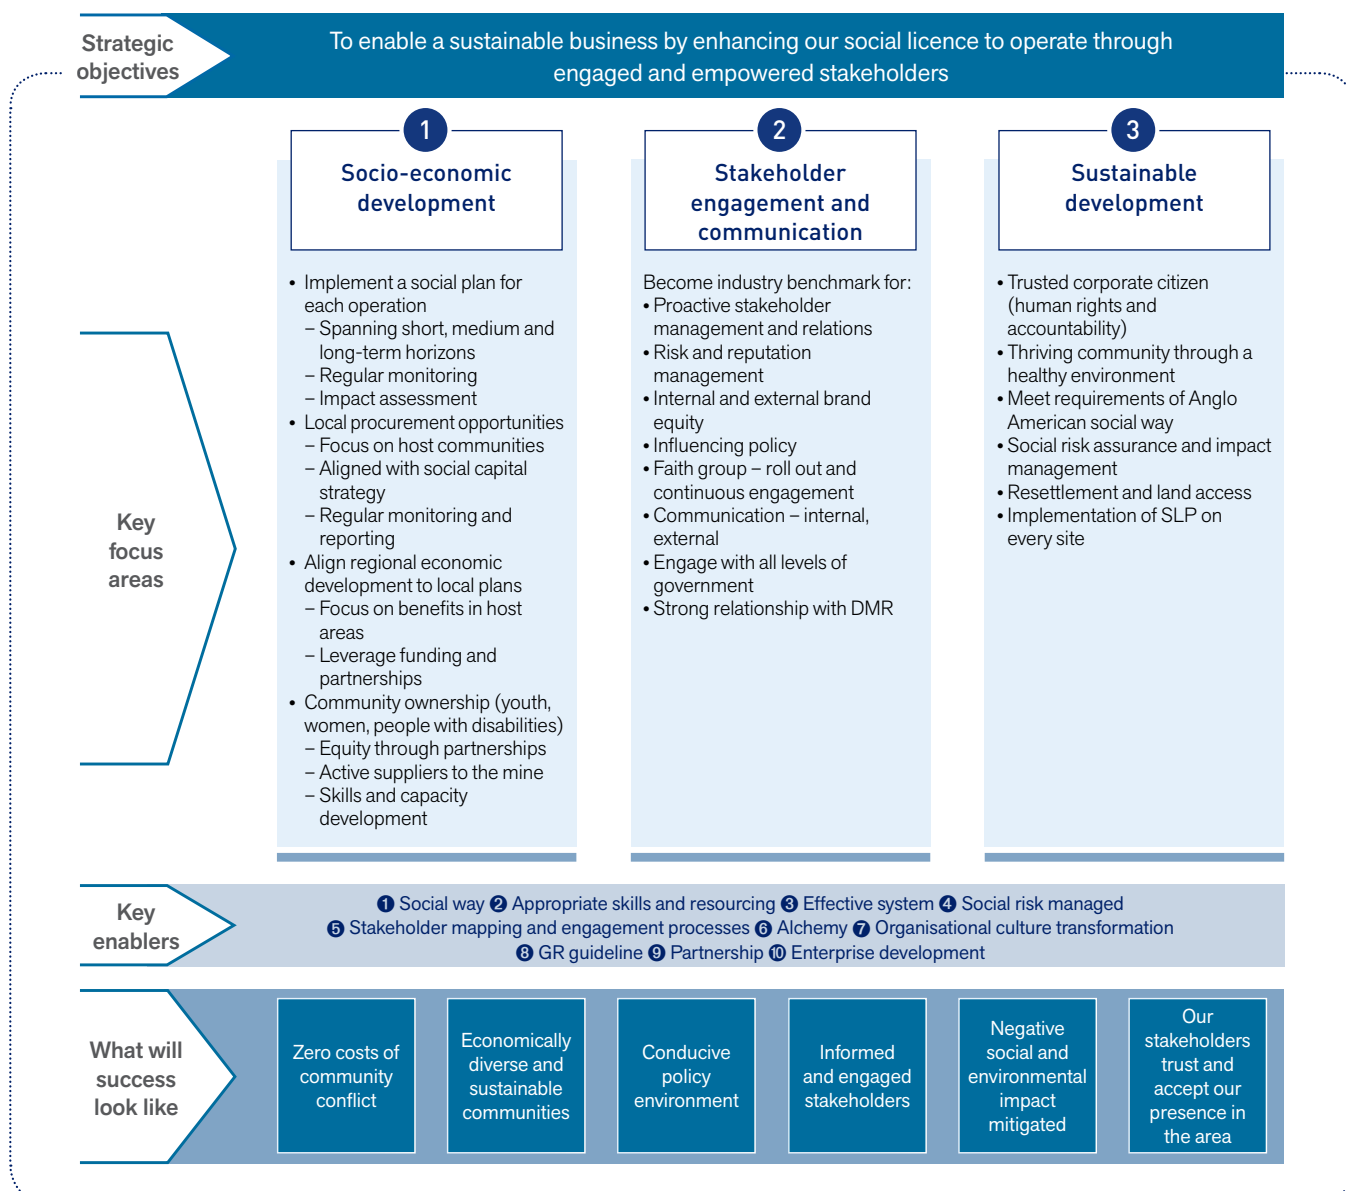 Strategic
objectives
To enable a sustainable business by enhancing our social licence to operate through
engaged and empowered stakeholders
1
Socio-economic
development
2
Stakeholder
engagement and
communication
3
Sustainable
development
Key
focus
areas
• Implement a social plan for
each operation
– Spanning short, medium and
long-term horizons
– Regular monitoring
– Impact assessment
• Local procurement opportunities
– Focus on host communities
– Aligned with social capital
strategy
– Regular monitoring and
reporting
• Align regional economic
development to local plans
– Focus on benefits in host
areas
– Leverage funding and
partnerships
• Community ownership (youth,
women, people with disabilities)
– Equity through partnerships
– Active suppliers to the mine
– Skills and capacity
development
Become industry benchmark for:
• Proactive stakeholder
management and relations
• Risk and reputation
management
• Internal and external brand
equity
• Influencing policy
• Faith group – roll out and
continuous engagement
• Communication – internal,
external
• Engage with all levels of
government
• Strong relationship with DMR
• Trusted corporate citizen
(human rights and
accountability)
• Thriving community through a
healthy environment
• Meet requirements of Anglo
American social way
• Social risk assurance and impact
management
• Resettlement and land access
• Implementation of SLP on
every site
Key
enablers
❶ Social way ❷ Appropriate skills and resourcing ❸ Effective system ❹ Social risk managed
❺ Stakeholder mapping and engagement processes ❻ Alchemy ❼ Organisational culture transformation
❽ GR guideline ❾ Partnership ❿ Enterprise development
What will
success
look like
Zero costs of
community
conflict
Economically
diverse and
sustainable
communities
Conducive
policy
environment
Informed
and engaged
stakeholders
Negative
social and
environmental
impact
mitigated
Our
stakeholders
trust and
accept our
presence in
the area